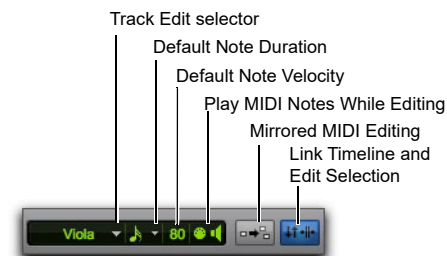 Track Edit selector
Default Note Duration
Default Note Velocity
Play MIDI Notes While Editing
Mirrored MIDI Editing
Link Timeline and
Edit Selection
Viola 80